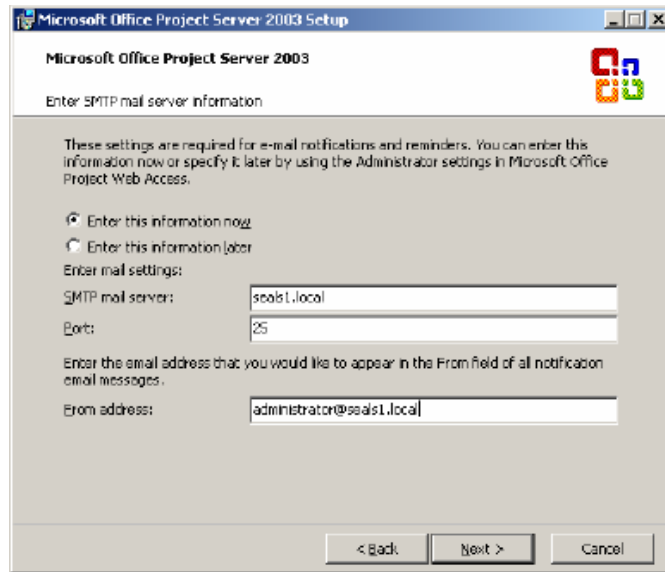 Microsoft Office Project Server 2003 Setup
Microsoft Office Project Server 2003
Enter SMTP mail server information
These settings are required for e-mail notifications and reminders. You can enter this
information now or specify it later by using the Administrator settings in Microsoft Office
Project Web Access.
Enter this information now
Enter this information later
Enter mail settings:
SMTP mail server: seals1.local
Port: 25
Enter the email address that you would like to appear in the From field of all notification
email messages.
From address: administrator@seals1.local
< Back Next > Cancel